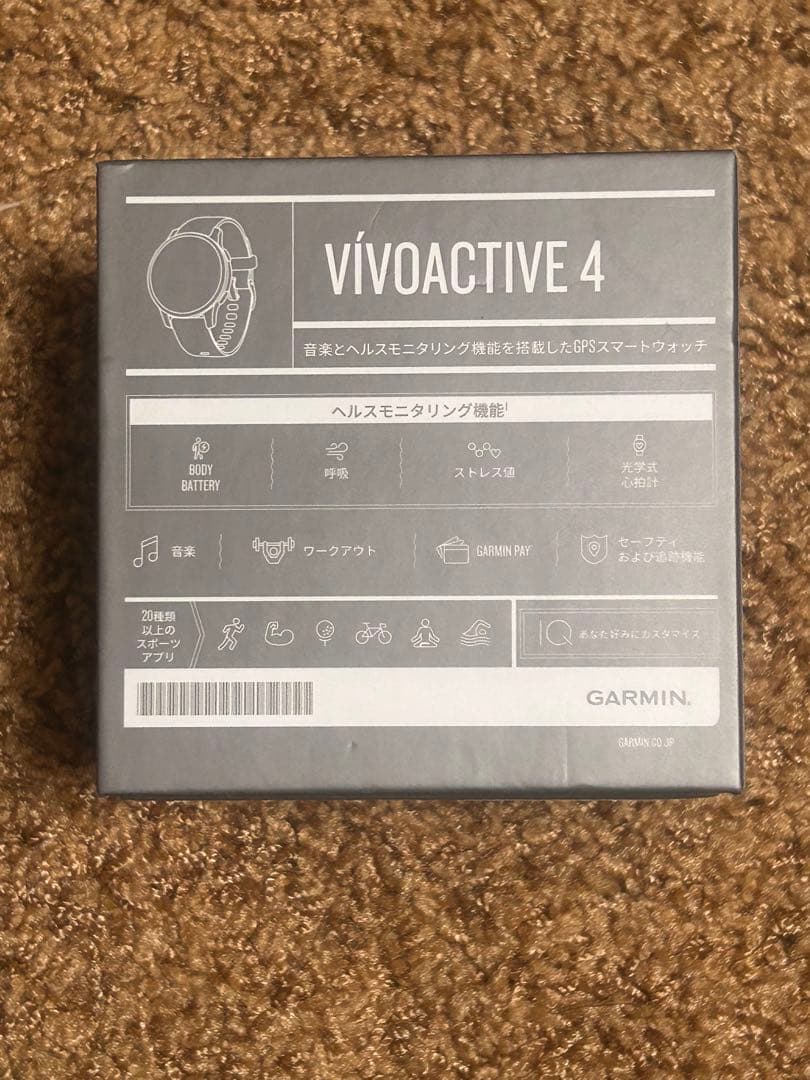 VÍVOACTIVE 4
音楽とヘルスモニタリング機能を搭載したGPSスマートウォッチ
ヘルスモニタリング機能¹
BODY
BATTERY
呼吸
ストレス値
光学式
心拍計
音楽
ワークアウト
GARMIN PAY
セーフティ
および追跡機能
20種類
以上の
スポーツ
アプリ
IQ
あなた好みにカスタマイズ
GARMIN®
GARMIN.CO.JP